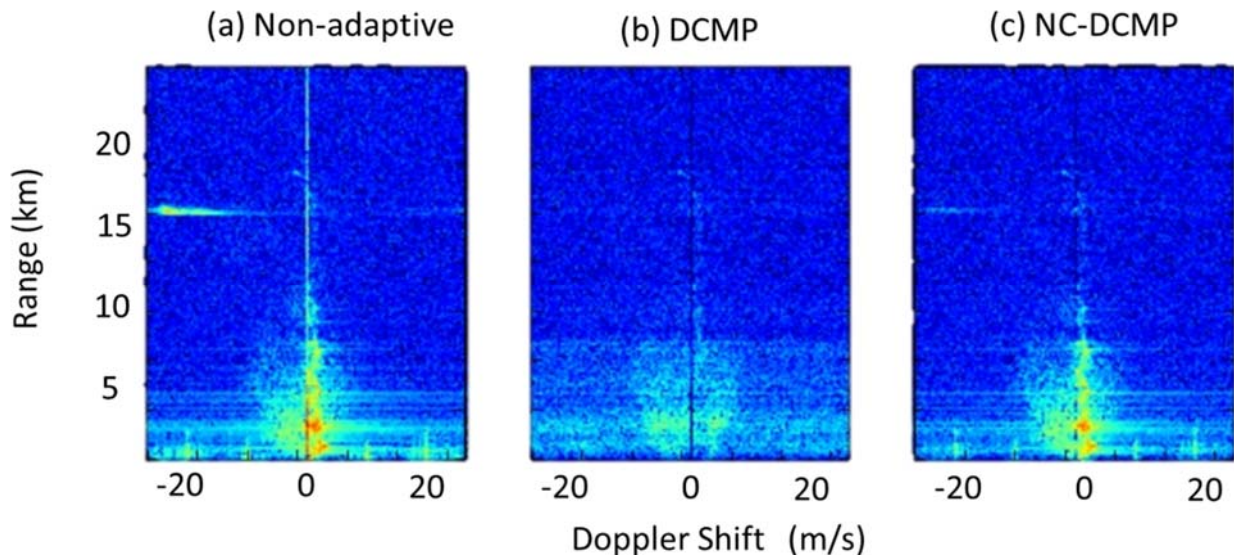 (a) Non-adaptive
(b) DCMP
(c) NC-DCMP
Range (km)
20
15
10
5
-20 0 20
-20 0 20
-20 0 20
Doppler Shift (m/s)